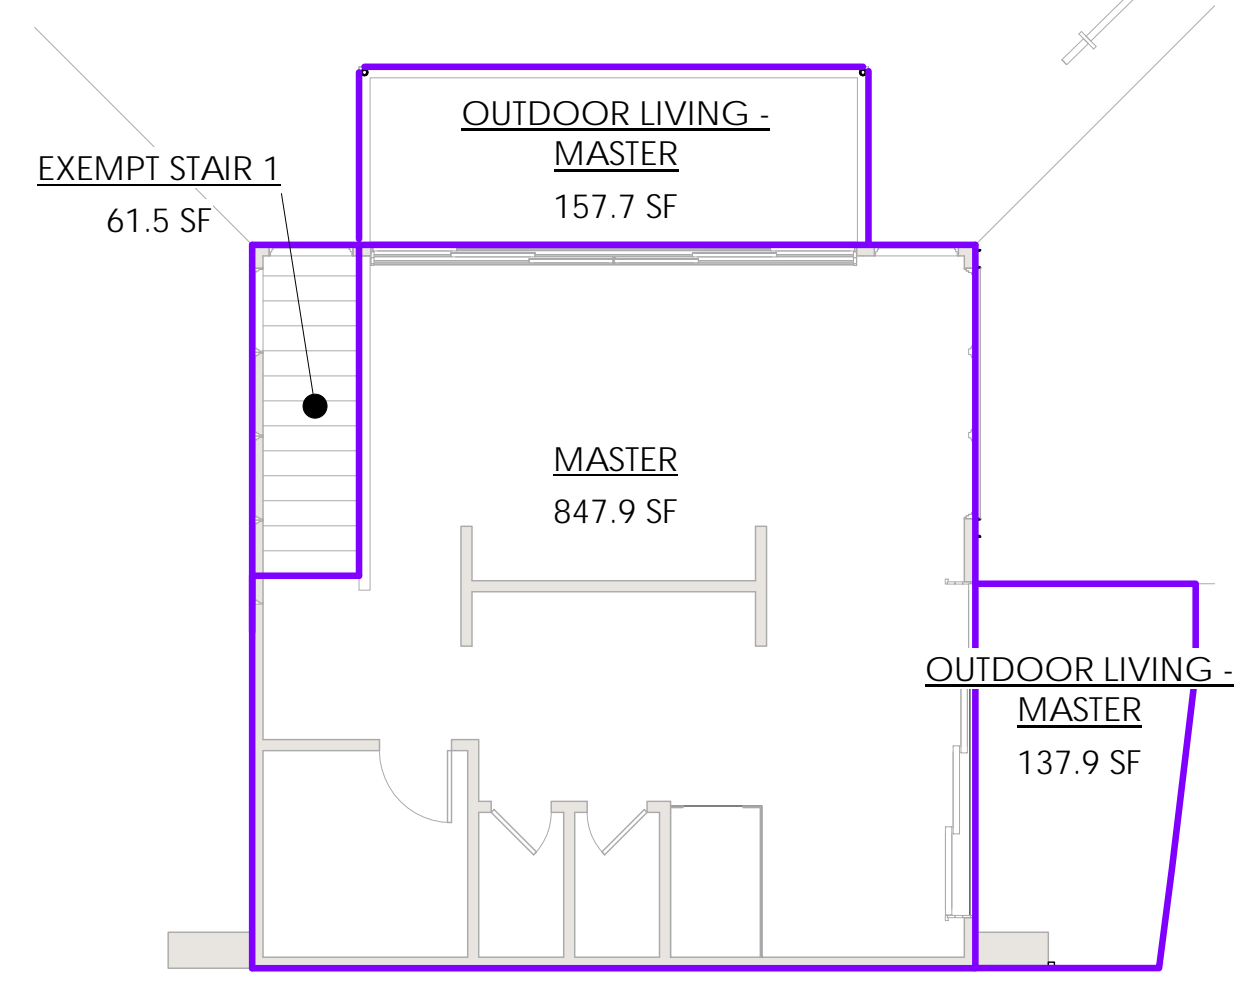 OUTDOOR LIVING -
MASTER
157.7 SF
EXEMPT STAIR 1
61.5 SF
MASTER
847.9 SF
OUTDOOR LIVING -
MASTER
137.9 SF